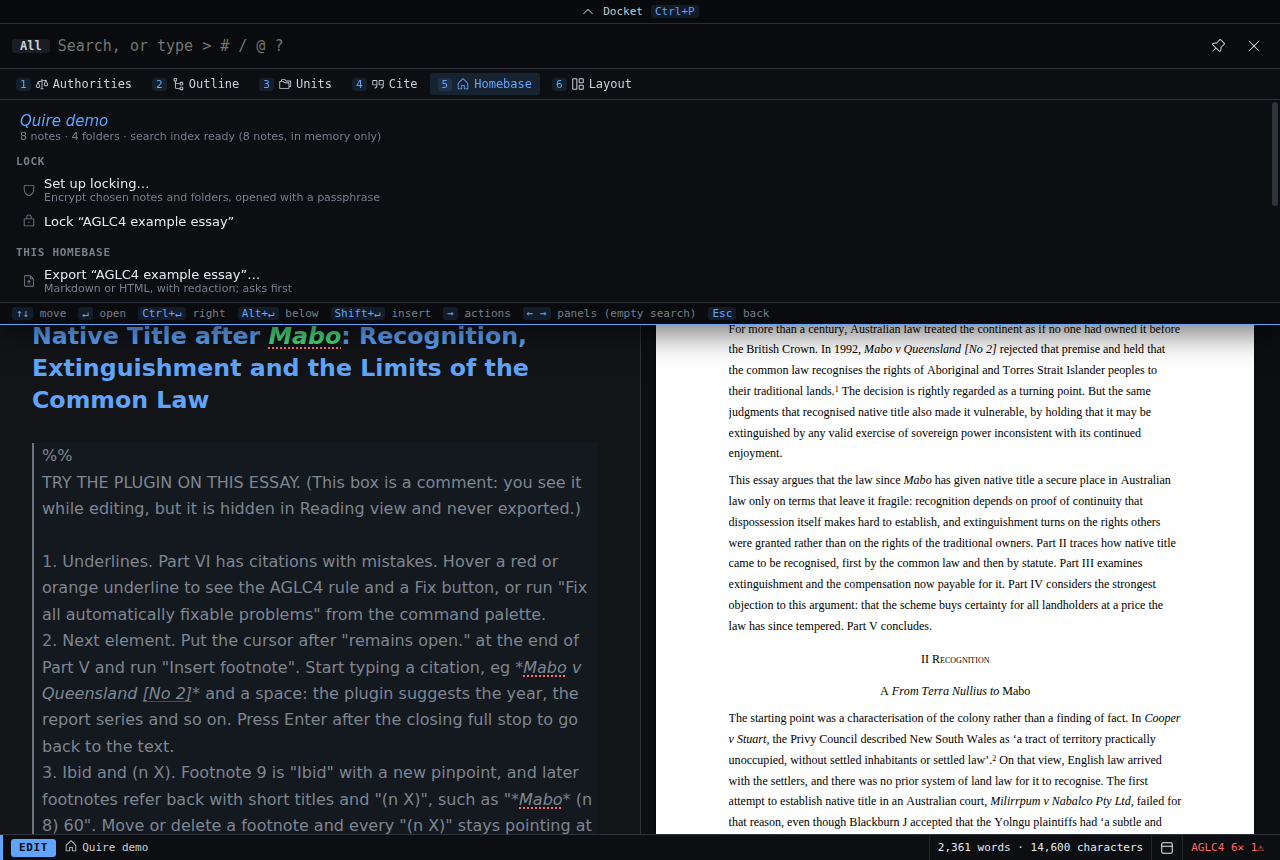 Docket Ctrl+P
All Search, or type > # / @ ?
1 Authorities 2 Outline 3 Units 4 Cite 5 Homebase 6 Layout
Quire demo
8 notes · 4 folders · search index ready (8 notes, in memory only)
LOCK
Set up locking…
Encrypt chosen notes and folders, opened with a passphrase
Lock “AGLC4 example essay”
THIS HOMEBASE
Export “AGLC4 example essay”…
Markdown or HTML, with redaction; asks first
↑↓ move ↵ open Ctrl+↵ right Alt+↵ below Shift+↵ insert → actions ← → panels (empty search) Esc back
Native Title after Mabo: Recognition,
Extinguishment and the Limits of the
Common Law
%%
TRY THE PLUGIN ON THIS ESSAY. (This box is a comment: you see it
while editing, but it is hidden in Reading view and never exported.)
1. Underlines. Part VI has citations with mistakes. Hover a red or
orange underline to see the AGLC4 rule and a Fix button, or run "Fix
all automatically fixable problems" from the command palette.
2. Next element. Put the cursor after "remains open." at the end of
Part V and run "Insert footnote". Start typing a citation, eg *Mabo v
Queensland [No 2]* and a space: the plugin suggests the year, the
report series and so on. Press Enter after the closing full stop to go
back to the text.
3. Ibid and (n X). Footnote 9 is "Ibid" with a new pinpoint, and later
footnotes refer back with short titles and "(n X)", such as "*Mabo* (n
8) 60". Move or delete a footnote and every "(n X)" stays pointing at
For more than a century, Australian law treated the continent as if no one had owned it before
the British Crown. In 1992, Mabo v Queensland [No 2] rejected that premise and held that
the common law recognises the rights of Aboriginal and Torres Strait Islander peoples to
their traditional lands.1 The decision is rightly regarded as a turning point. But the same
judgments that recognised native title also made it vulnerable, by holding that it may be
extinguished by any valid exercise of sovereign power inconsistent with its continued
enjoyment.
This essay argues that the law since Mabo has given native title a secure place in Australian
law only on terms that leave it fragile: recognition depends on proof of continuity that
dispossession itself makes hard to establish, and extinguishment turns on the rights others
were granted rather than on the rights of the traditional owners. Part II traces how native title
came to be recognised, first by the common law and then by statute. Part III examines
extinguishment and the compensation now payable for it. Part IV considers the strongest
objection to this argument: that the scheme buys certainty for all landholders at a price the
law has since tempered. Part V concludes.
II Recognition
A From Terra Nullius to Mabo
The starting point was a characterisation of the colony rather than a finding of fact. In Cooper
v Stuart, the Privy Council described New South Wales as ‘a tract of territory practically
unoccupied, without settled inhabitants or settled law’.2 On that view, English law arrived
with the settlers, and there was no prior system of land law for it to recognise. The first
attempt to establish native title in an Australian court, Milirrpum v Nabalco Pty Ltd, failed for
that reason, even though Blackburn J accepted that the Yolngu plaintiffs had ‘a subtle and
EDIT Quire demo 2,361 words · 14,600 characters AGLC4 6× 1⚠